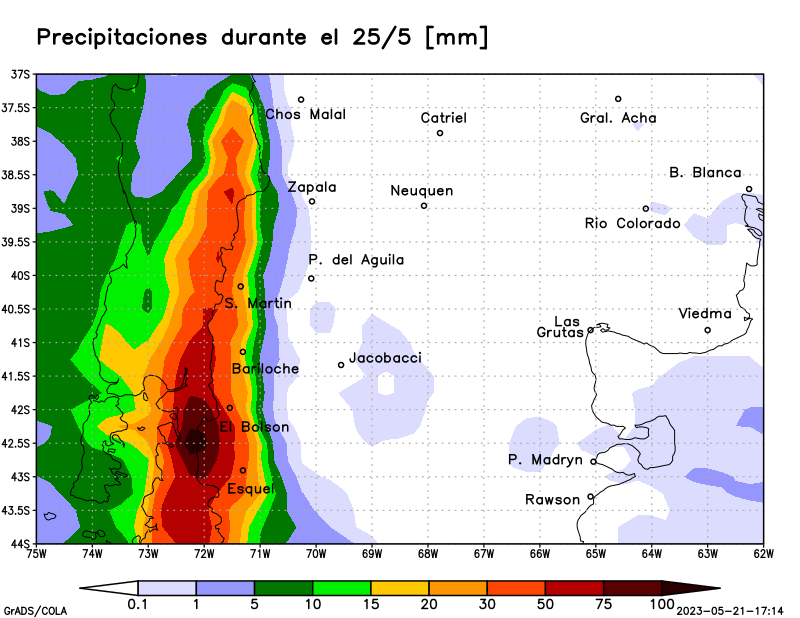 Precipitaciones durante el 25/5 [mm]
37S
37.5S
38S
38.5S
39S
39.5S
40S
40.5S
41S
41.5S
42S
42.5S
43S
43.5S
44S
Chos Malal
Catriel
Gral. Acha
B. Blanca
Zapala
Neuquen
Rio Colorado
P. del Aguila
S. Martin
Viedma
Las
Grutas
Jacobacci
Bariloche
El Bolson
P. Madryn
Esquel
Rawson
75W 74W 73W 72W 71W 70W 69W 68W 67W 66W 65W 64W 63W 62W
0.1 1 5 10 15 20 30 50 75 100
GrADS/COLA
2023-05-21-17:14